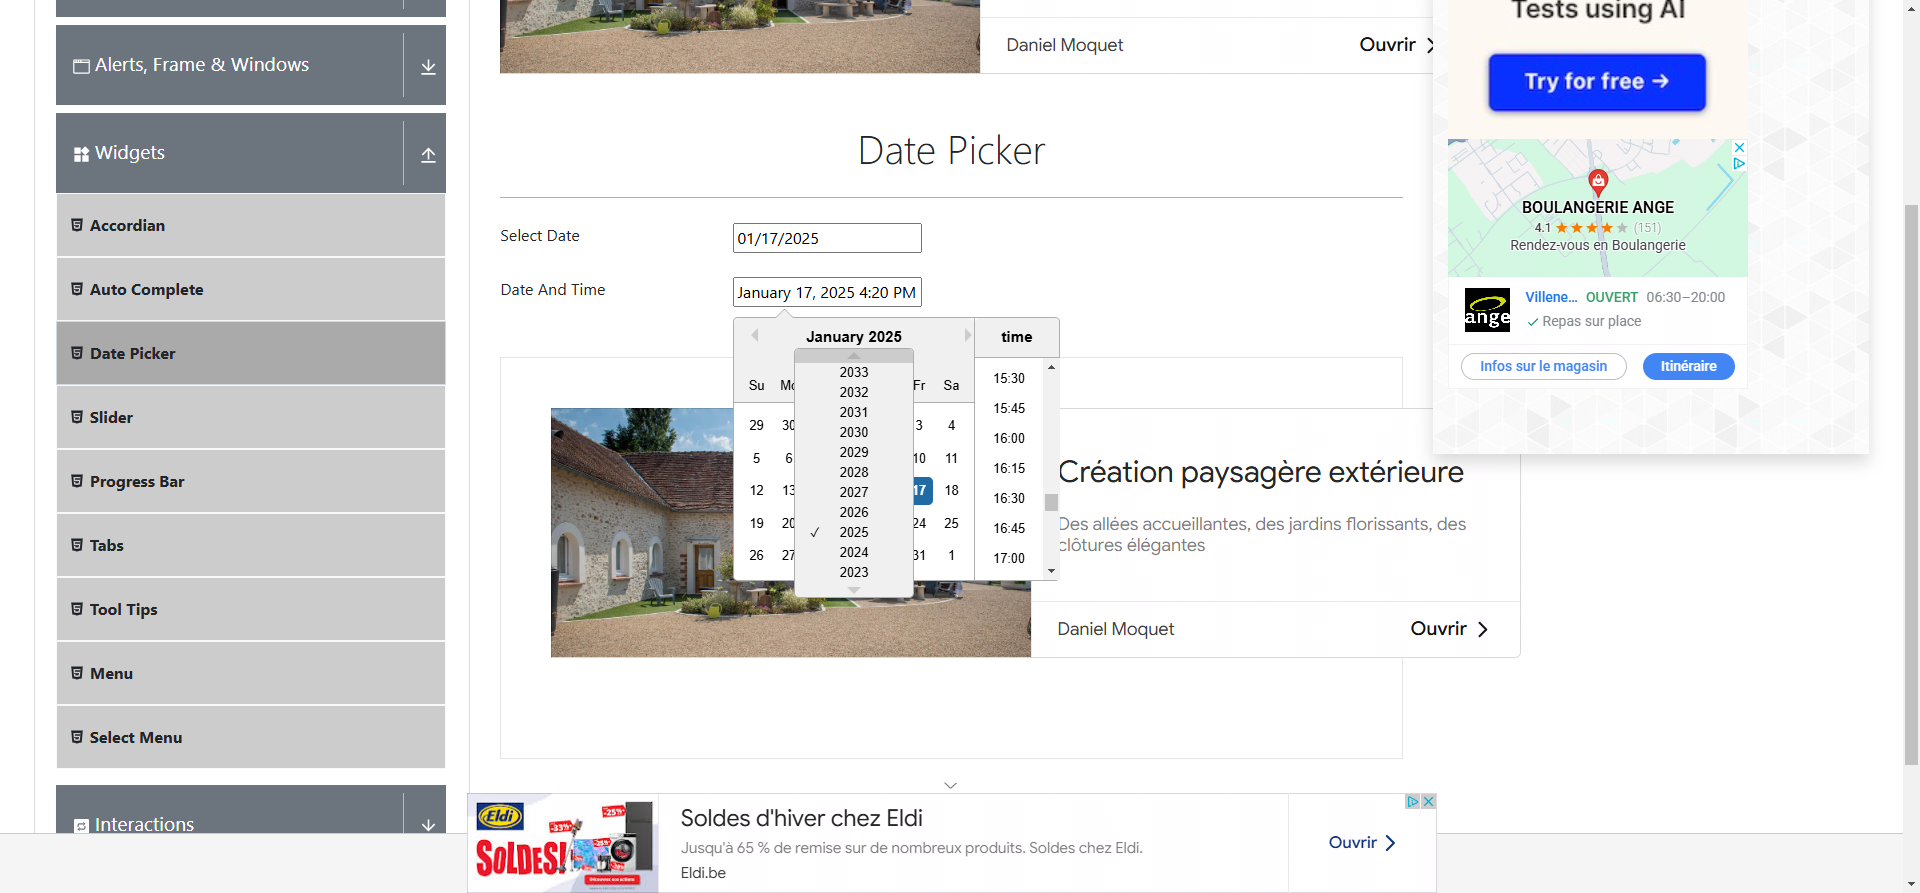 Alerts, Frame & Windows
Widgets
Accordian
Auto Complete
Date Picker
Slider
Progress Bar
Tabs
Tool Tips
Menu
Select Menu
Interactions
Daniel Moquet
Ouvrir
Date Picker
Select Date
01/17/2025
Date And Time
January 17, 2025 4:20 PM
January 2025
time
2033
2032
2031
2030
2029
2028
2027
2026
✓ 2025
2024
2023
Su Mo Fr Sa
29 30 3 4
5 6 10 11
12 13 17 18
19 20 24 25
26 27 31 1
15:30
15:45
16:00
16:15
16:30
16:45
17:00
Création paysagère extérieure
Des allées accueillantes, des jardins florissants, des
clôtures élégantes
Daniel Moquet
Ouvrir
Tests using AI
Try for free →
BOULANGERIE ANGE
4.1 ★★★★★ (151)
Rendez-vous en Boulangerie
ange
Villene... OUVERT 06:30–20:00
✓ Repas sur place
Infos sur le magasin
Itinéraire
Eldi
-33%
-25%
SOLDES!
Soldes d'hiver chez Eldi
Jusqu'à 65 % de remise sur de nombreux produits. Soldes chez Eldi.
Eldi.be
Ouvrir